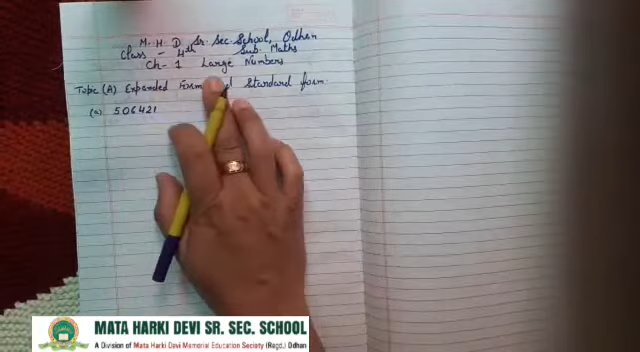 M. H. D. Sr. Sec. School, Odhan
Class - 4th Sub. Maths
Ch- 1 Large Numbers
Topic (A) Expanded Form Standard form.
(a) 506421
MATA HARKI DEVI SR. SEC. SCHOOL
A Division of Mata Harki Devi Memorial Education Society (Regd.) Odhan